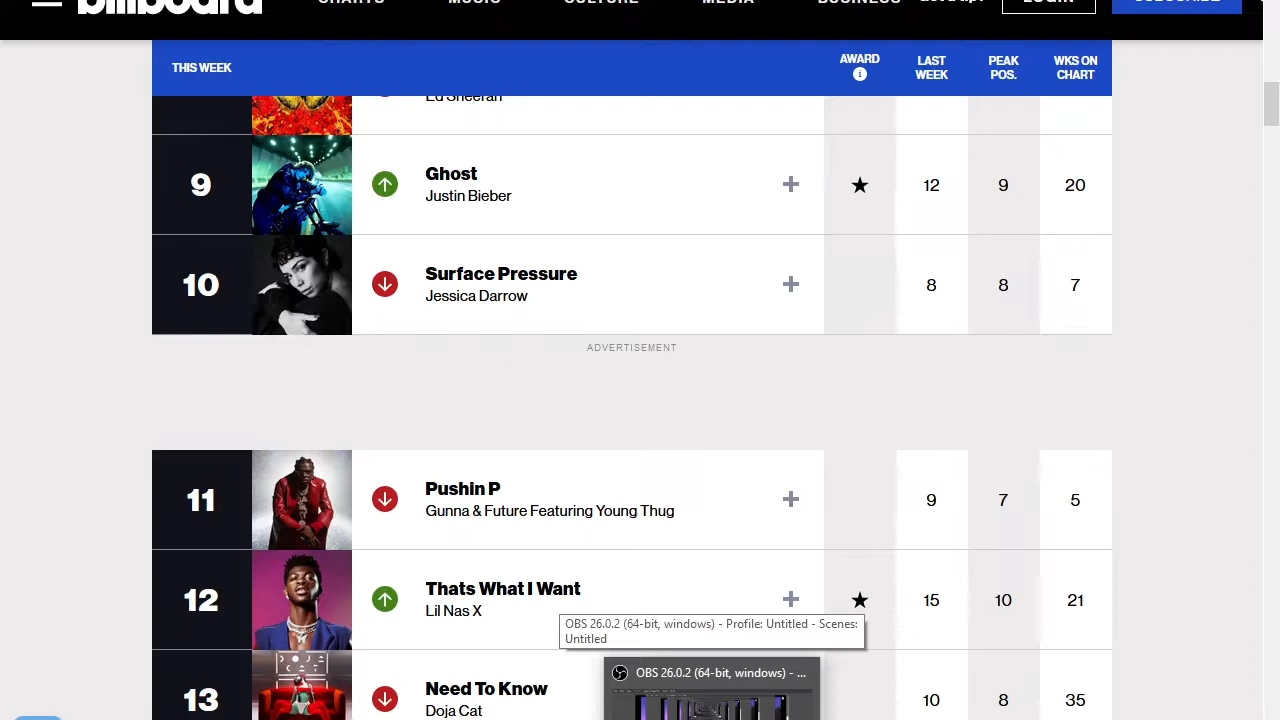 billboard
CHARTS MUSIC CULTURE MEDIA BUSINESS
LOGIN
SUBSCRIBE
THIS WEEK
AWARD
LAST WEEK
PEAK POS.
WKS ON CHART
Ed Sheeran
9
Ghost
Justin Bieber
12 9 20
10
Surface Pressure
Jessica Darrow
8 8 7
ADVERTISEMENT
11
Pushin P
Gunna & Future Featuring Young Thug
9 7 5
12
Thats What I Want
Lil Nas X
15 10 21
OBS 26.0.2 (64-bit, windows) - Profile: Untitled - Scenes:
Untitled
OBS 26.0.2 (64-bit, windows) - ...
13
Need To Know
Doja Cat
10 8 35